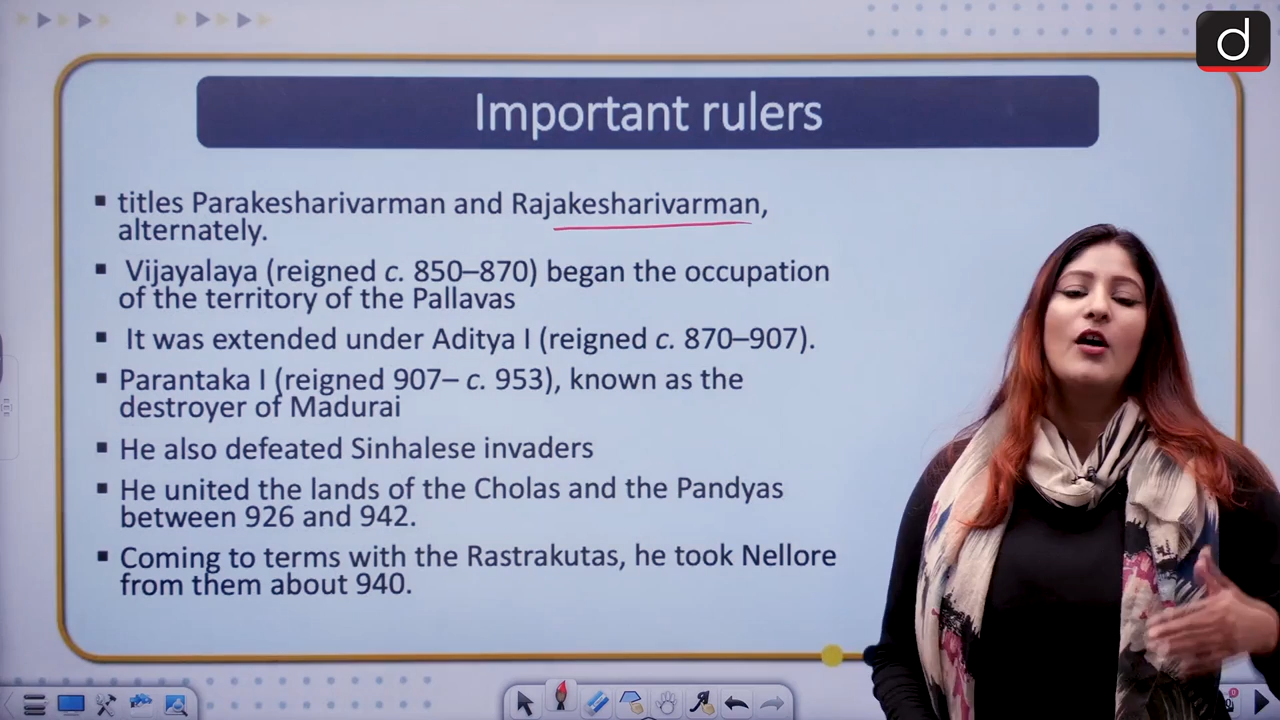 d
Important rulers
▪ titles Parakesharivarman and Rajakesharivarman,
alternately.
▪ Vijayalaya (reigned c. 850–870) began the occupation
of the territory of the Pallavas
▪ It was extended under Aditya I (reigned c. 870–907).
▪ Parantaka I (reigned 907– c. 953), known as the
destroyer of Madurai
▪ He also defeated Sinhalese invaders
▪ He united the lands of the Cholas and the Pandyas
between 926 and 942.
▪ Coming to terms with the Rastrakutas, he took Nellore
from them about 940.